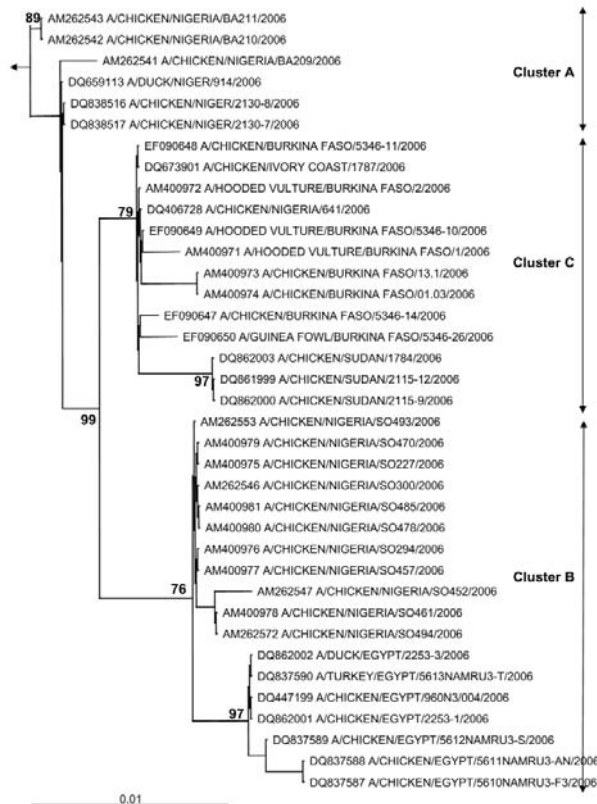 89
AM262543 A/CHICKEN/NIGERIA/BA211/2006
AM262542 A/CHICKEN/NIGERIA/BA210/2006
AM262541 A/CHICKEN/NIGERIA/BA209/2006
Cluster A
DQ659113 A/DUCK/NIGER/914/2006
DQ838516 A/CHICKEN/NIGER/2130-8/2006
DQ838517 A/CHICKEN/NIGER/2130-7/2006
EF090648 A/CHICKEN/BURKINA FASO/5346-11/2006
DQ673901 A/CHICKEN/IVORY COAST/1787/2006
AM400972 A/HOODED VULTURE/BURKINA FASO/2/2006
79
DQ406728 A/CHICKEN/NIGERIA/641/2006
EF090649 A/HOODED VULTURE/BURKINA FASO/5346-10/2006
AM400971 A/HOODED VULTURE/BURKINA FASO/1/2006
Cluster C
AM400973 A/CHICKEN/BURKINA FASO/13.1/2006
AM400974 A/CHICKEN/BURKINA FASO/01.03/2006
EF090647 A/CHICKEN/BURKINA FASO/5346-14/2006
EF090650 A/GUINEA FOWL/BURKINA FASO/5346-26/2006
DQ862003 A/CHICKEN/SUDAN/1784/2006
97
DQ861999 A/CHICKEN/SUDAN/2115-12/2006
DQ862000 A/CHICKEN/SUDAN/2115-9/2006
99
AM262553 A/CHICKEN/NIGERIA/SO493/2006
AM400979 A/CHICKEN/NIGERIA/SO470/2006
AM400975 A/CHICKEN/NIGERIA/SO227/2006
AM262546 A/CHICKEN/NIGERIA/SO300/2006
AM400981 A/CHICKEN/NIGERIA/SO485/2006
AM400980 A/CHICKEN/NIGERIA/SO478/2006
AM400976 A/CHICKEN/NIGERIA/SO294/2006
AM400977 A/CHICKEN/NIGERIA/SO457/2006
Cluster B
76
AM262547 A/CHICKEN/NIGERIA/SO452/2006
AM400978 A/CHICKEN/NIGERIA/SO461/2006
AM262572 A/CHICKEN/NIGERIA/SO494/2006
DQ862002 A/DUCK/EGYPT/2253-3/2006
DQ837590 A/TURKEY/EGYPT/5613NAMRU3-T/2006
DQ447199 A/CHICKEN/EGYPT/960N3/004/2006
97
DQ862001 A/CHICKEN/EGYPT/2253-1/2006
DQ837589 A/CHICKEN/EGYPT/5612NAMRU3-S/2006
DQ837588 A/CHICKEN/EGYPT/5611NAMRU3-AN/2006
DQ837587 A/CHICKEN/EGYPT/5610NAMRU3-F3/2006
0.01